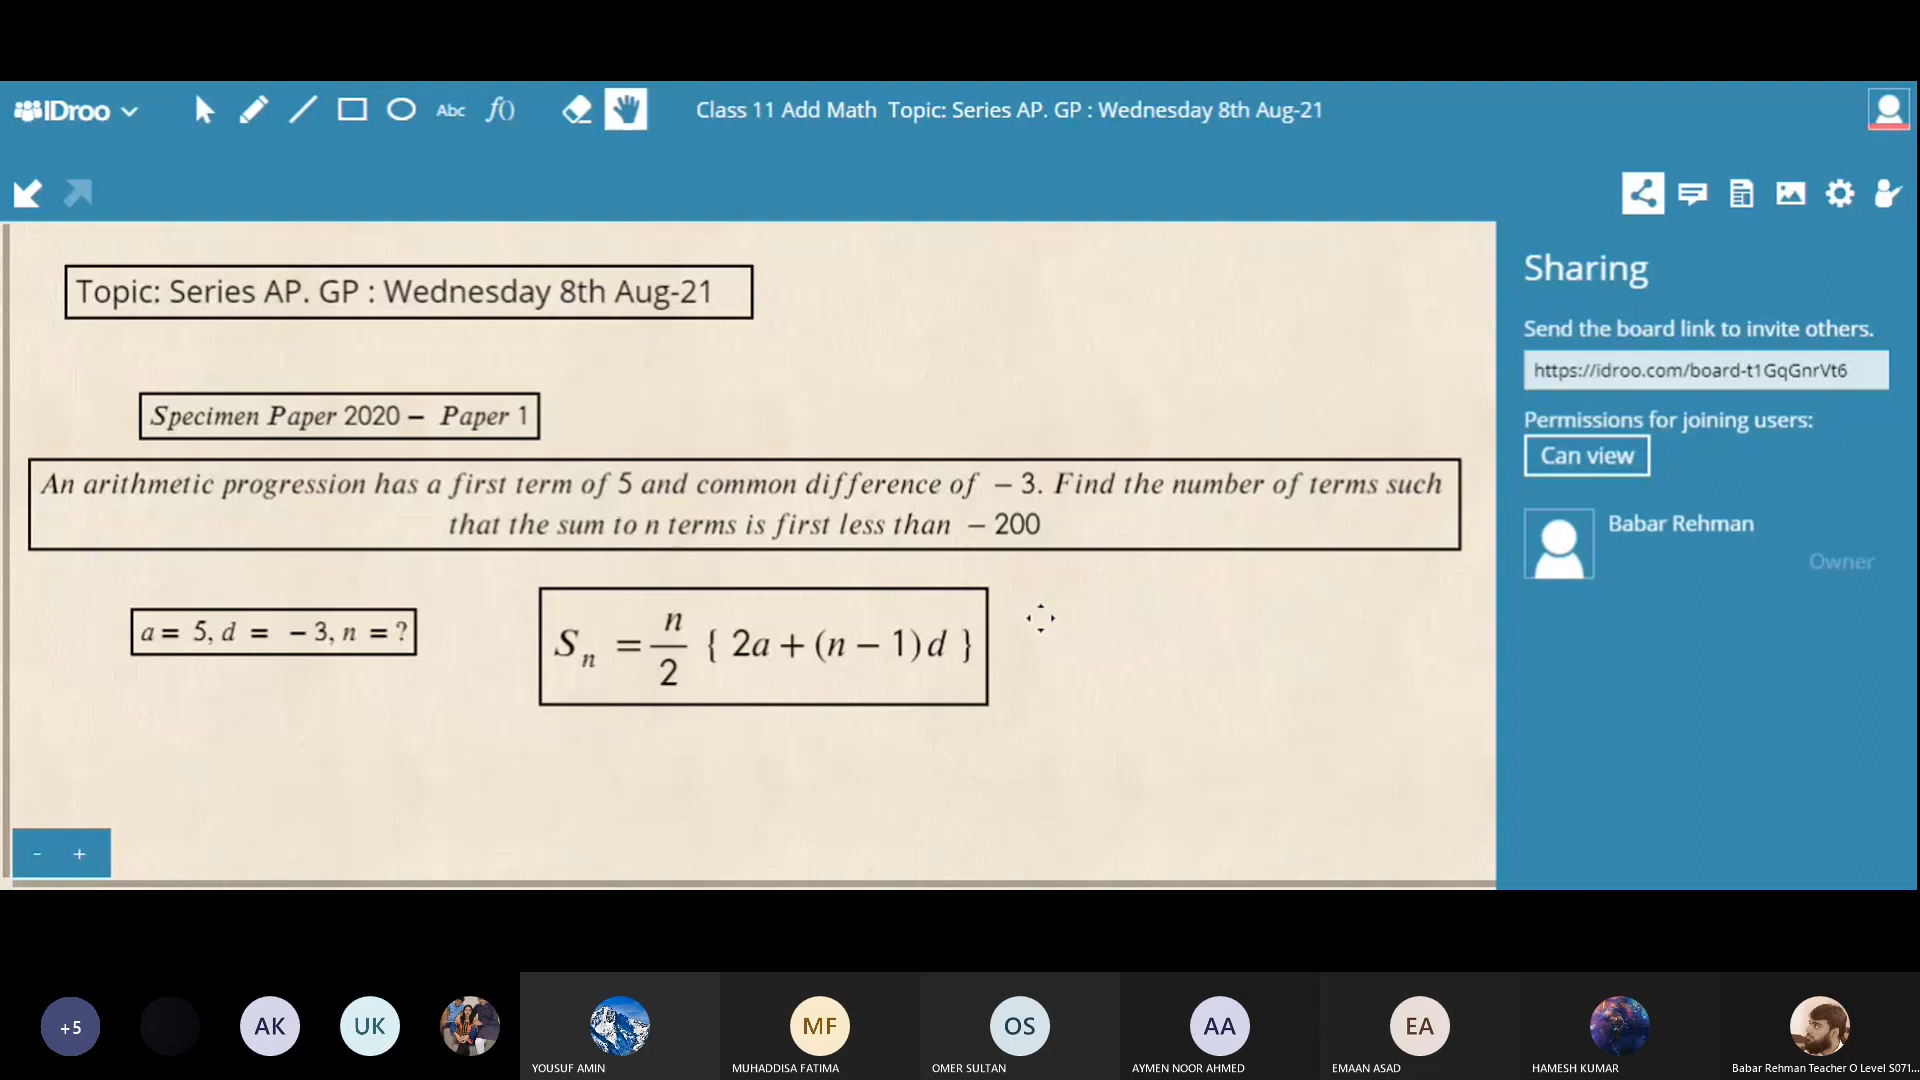 IDroo
Abc
f()
Class 11 Add Math Topic: Series AP. GP : Wednesday 8th Aug-21
Topic: Series AP. GP : Wednesday 8th Aug-21
Specimen Paper 2020 – Paper 1
An arithmetic progression has a first term of 5 and common difference of – 3. Find the number of terms such
that the sum to n terms is first less than – 200
a = 5, d = – 3, n = ?
S_n = n/2 { 2a + (n – 1) d }
- +
Sharing
Send the board link to invite others.
https://idroo.com/board-t1GqGnrVt6
Permissions for joining users:
Can view
Babar Rehman
Owner
+5
AK
UK
MF
OS
AA
EA
YOUSUF AMIN
MUHADDISA FATIMA
OMER SULTAN
AYMEN NOOR AHMED
EMAAN ASAD
HAMESH KUMAR
Babar Rehman Teacher O Level S071...